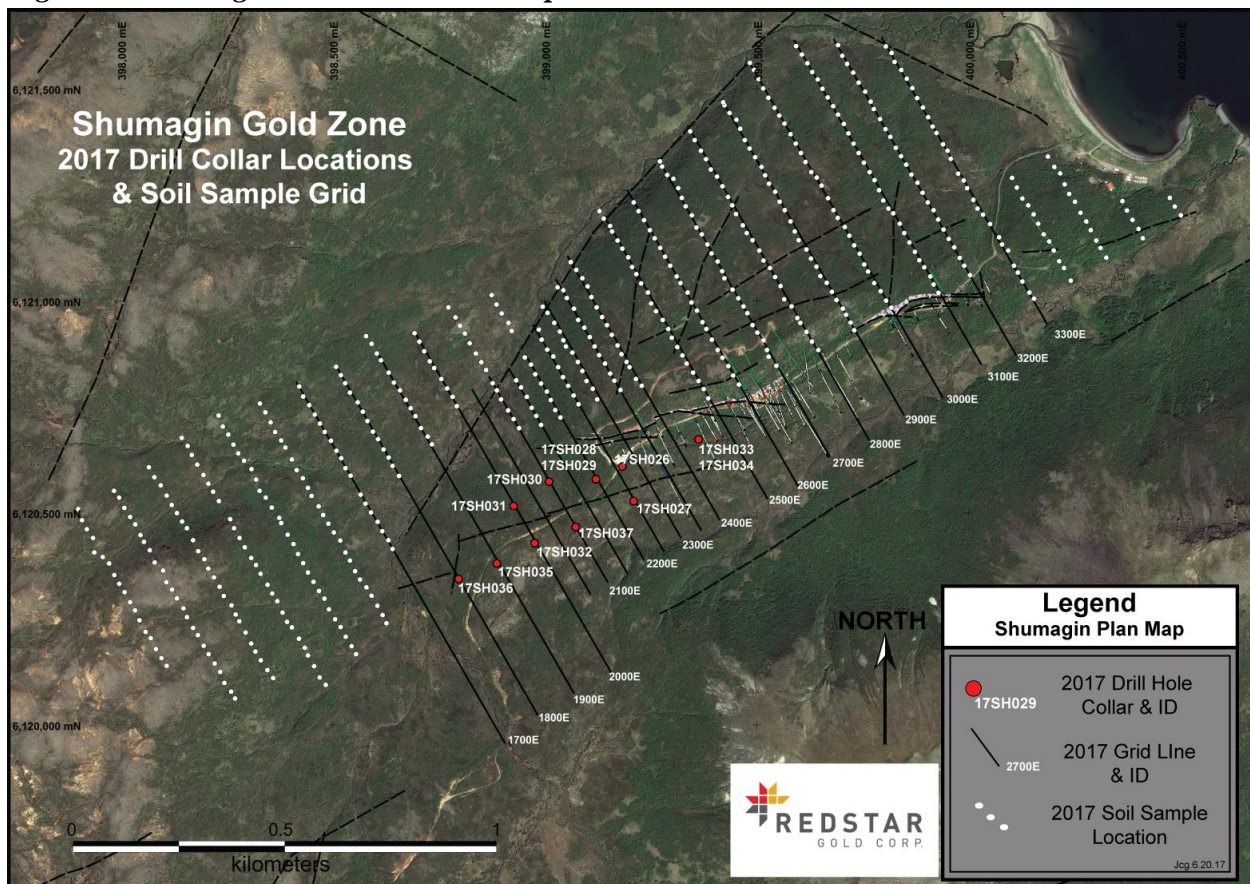 398,000 mE
398,500 mE
399,000 mE
399,500 mE
400,000 mE
400,500 mE
6,121,500 mN
6,121,000 mN
6,120,500 mN
6,120,000 mN
Shumagin Gold Zone
2017 Drill Collar Locations
& Soil Sample Grid
3300E
3200E
3100E
3000E
2900E
2800E
2700E
2600E
2500E
2400E
2300E
2200E
2100E
2000E
1900E
1800E
1700E
17SH028
17SH029
17SH026
17SH033
17SH034
17SH030
17SH031
17SH027
17SH037
17SH032
17SH035
17SH036
NORTH
0 0.5 1
kilometers
REDSTAR
GOLD CORP.
Legend
Shumagin Plan Map
17SH029
2017 Drill Hole
Collar & ID
2700E
2017 Grid LIne
& ID
2017 Soil Sample
Location
Jcg.6.20.17